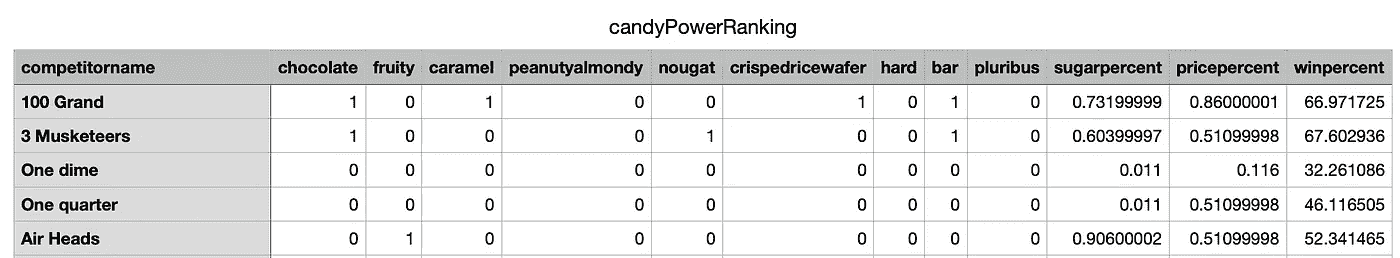 candyPowerRanking
competitorname chocolate fruity caramel peanutyalmondy nougat crispedricewafer hard bar pluribus sugarpercent pricepercent winpercent
100 Grand 1 0 1 0 0 1 0 1 0 0.73199999 0.86000001 66.971725
3 Musketeers 1 0 0 0 1 0 0 1 0 0.60399997 0.51099998 67.602936
One dime 0 0 0 0 0 0 0 0 0 0.011 0.116 32.261086
One quarter 0 0 0 0 0 0 0 0 0 0.011 0.51099998 46.116505
Air Heads 0 1 0 0 0 0 0 0 0 0.90600002 0.51099998 52.341465